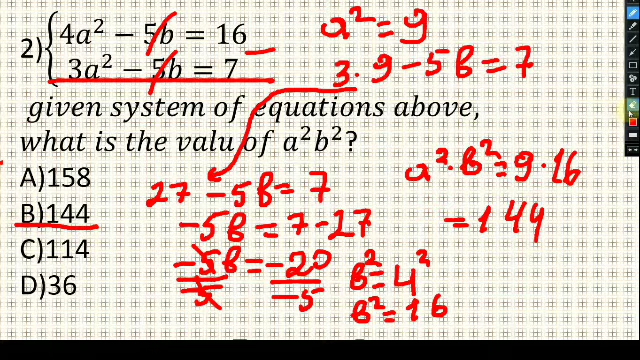 2) 4a² − 5b = 16
3a² − 5b = 7
a² = 9
3 · 9 − 5b = 7
given system of equations above,
what is the valu of a²b²?
A)158
B)144
C)114
D)36
27 − 5b = 7
−5b = 7 − 27
−5b = −20
−5 −5
b² = 4²
b² = 16
a² · b² = 9 · 16
= 144